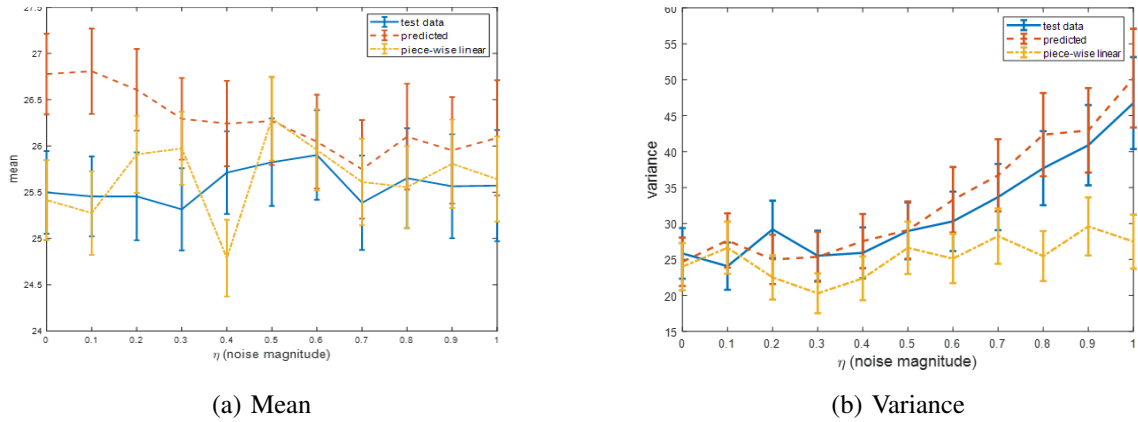 27.5
27
26.5
26
25.5
25
24.5
24
mean
0 0.1 0.2 0.3 0.4 0.5 0.6 0.7 0.8 0.9 1
η (noise magnitude)
test data
predicted
piece-wise linear
(a) Mean
60
55
50
45
40
35
30
25
20
15
variance
0 0.1 0.2 0.3 0.4 0.5 0.6 0.7 0.8 0.9 1
η (noise magnitude)
test data
predicted
piece-wise linear
(b) Variance